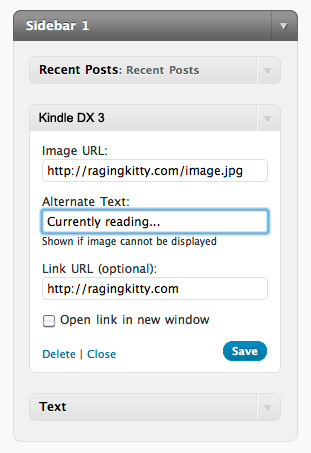 Sidebar 1
Recent Posts: Recent Posts
Kindle DX 3
Image URL:
http://ragingkitty.com/image.jpg
Alternate Text:
Currently reading...
Shown if image cannot be displayed
Link URL (optional):
http://ragingkitty.com
Open link in new window
Delete | Close Save
Text